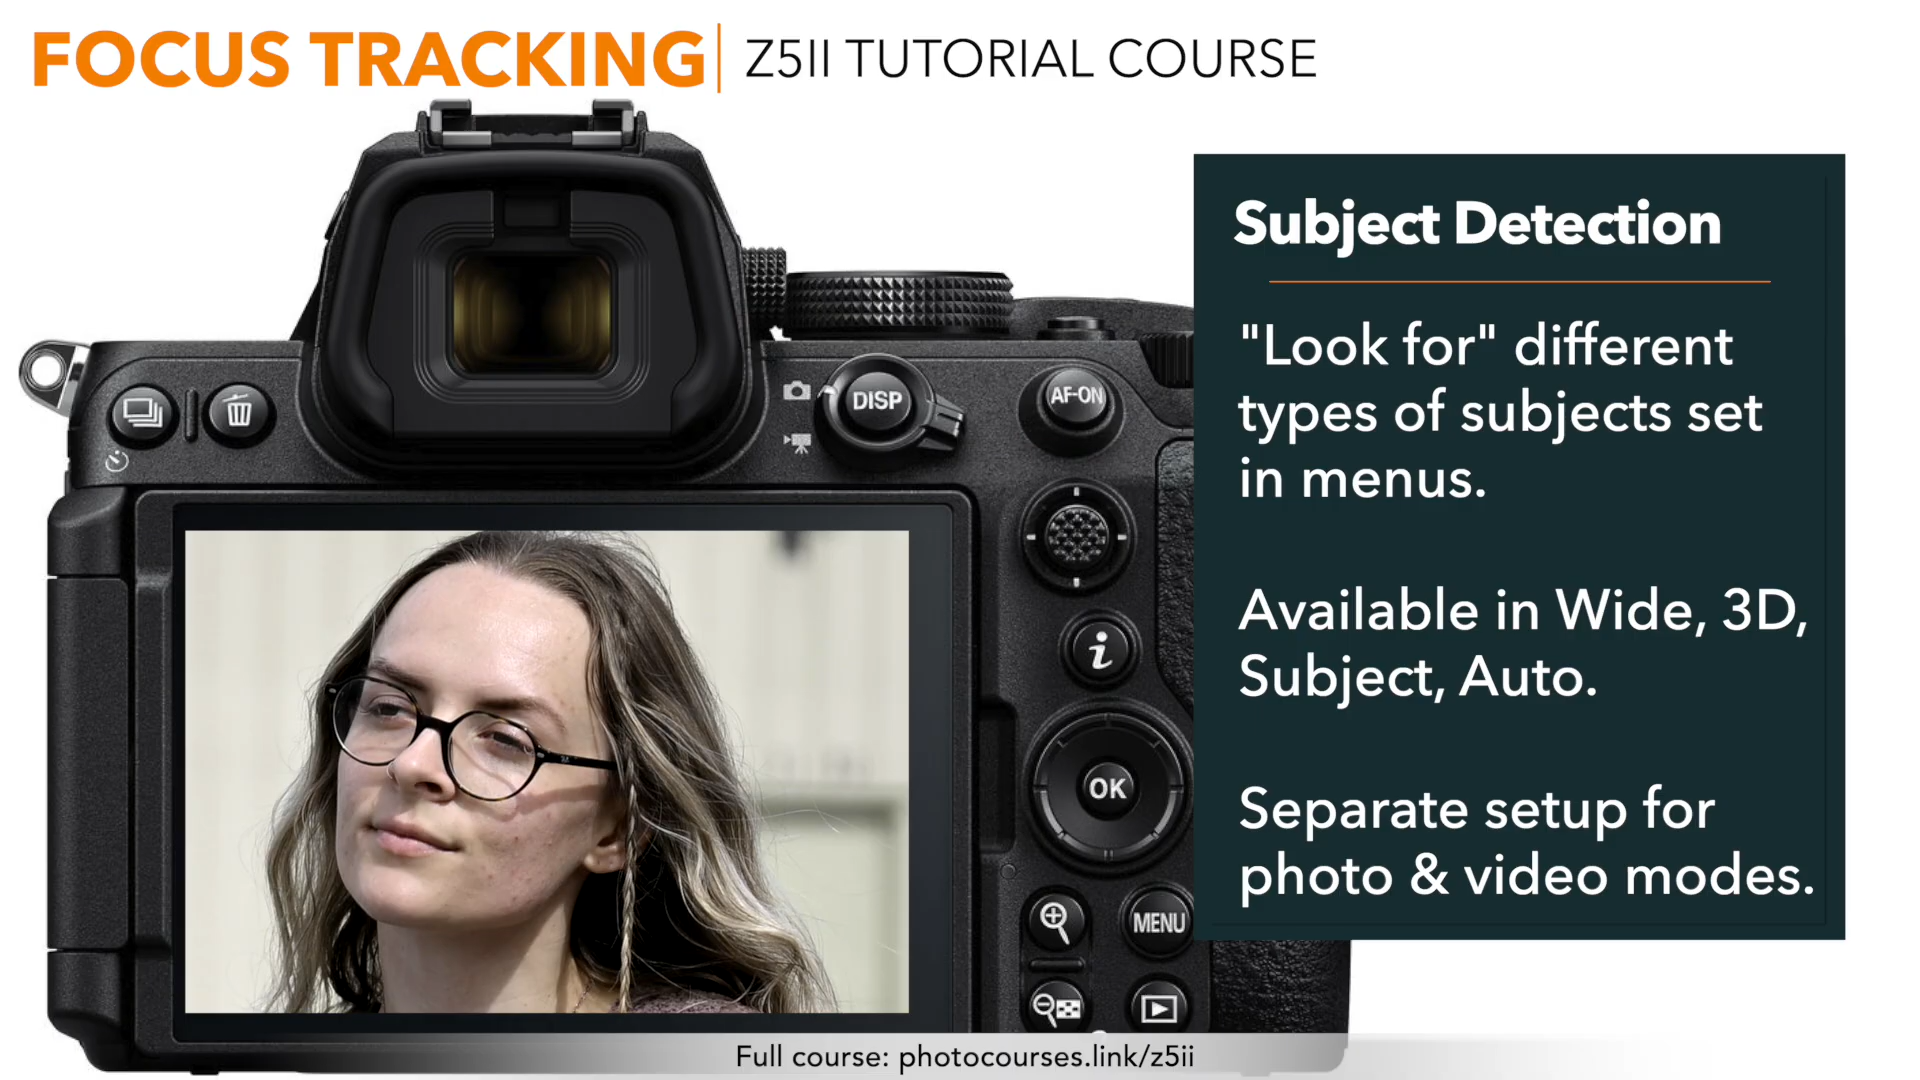 FOCUS TRACKING Z5II TUTORIAL COURSE
Subject Detection
"Look for" different
types of subjects set
in menus.
Available in Wide, 3D,
Subject, Auto.
Separate setup for
photo & video modes.
DISP
AF-ON
i
OK
MENU
Full course: photocourses.link/z5ii